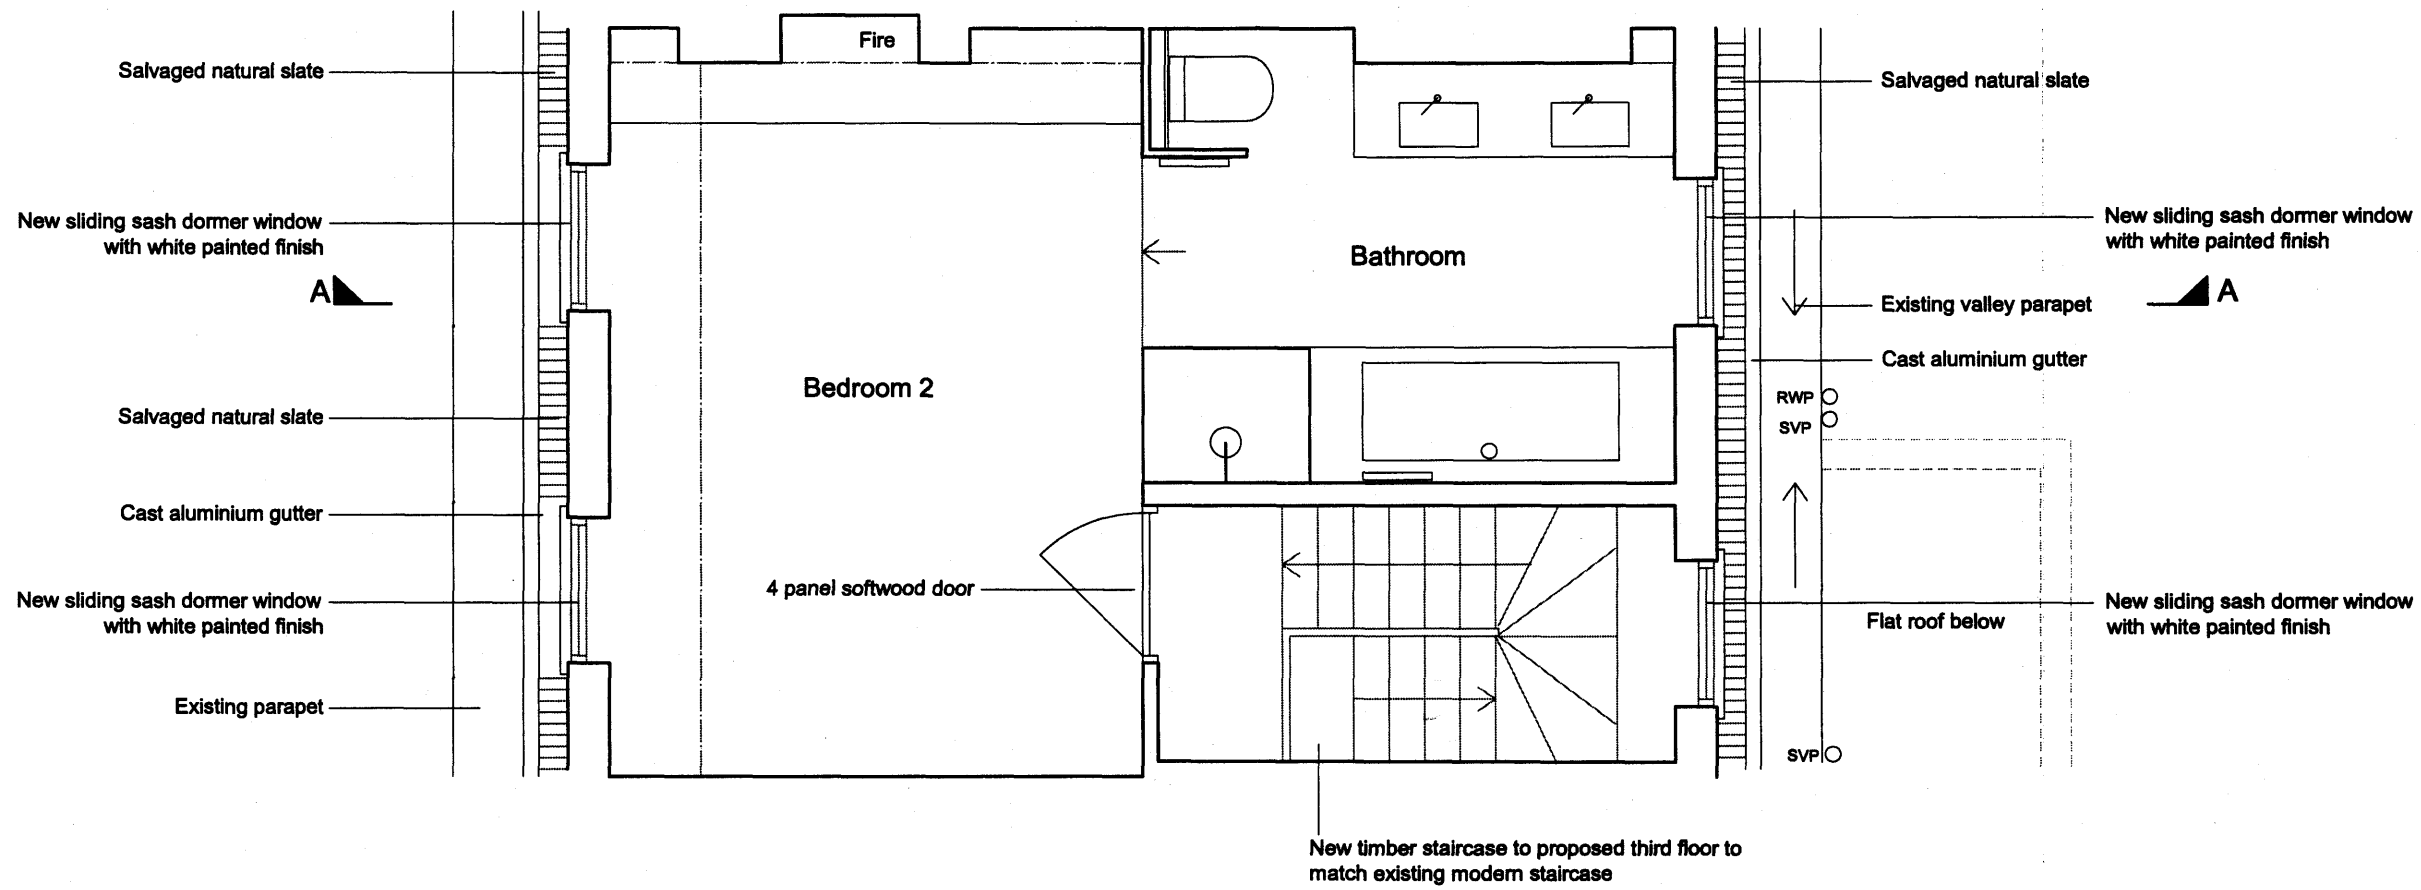 Fire
Salvaged natural slate
Salvaged natural slate
New sliding sash dormer window
with white painted finish
New sliding sash dormer window
with white painted finish
Bathroom
A
A
Existing valley parapet
Cast aluminium gutter
Bedroom 2
RWP
SVP
Salvaged natural slate
Cast aluminium gutter
4 panel softwood door
New sliding sash dormer window
with white painted finish
New sliding sash dormer window
with white painted finish
Flat roof below
Existing parapet
SVP
New timber staircase to proposed third floor to
match existing modern staircase